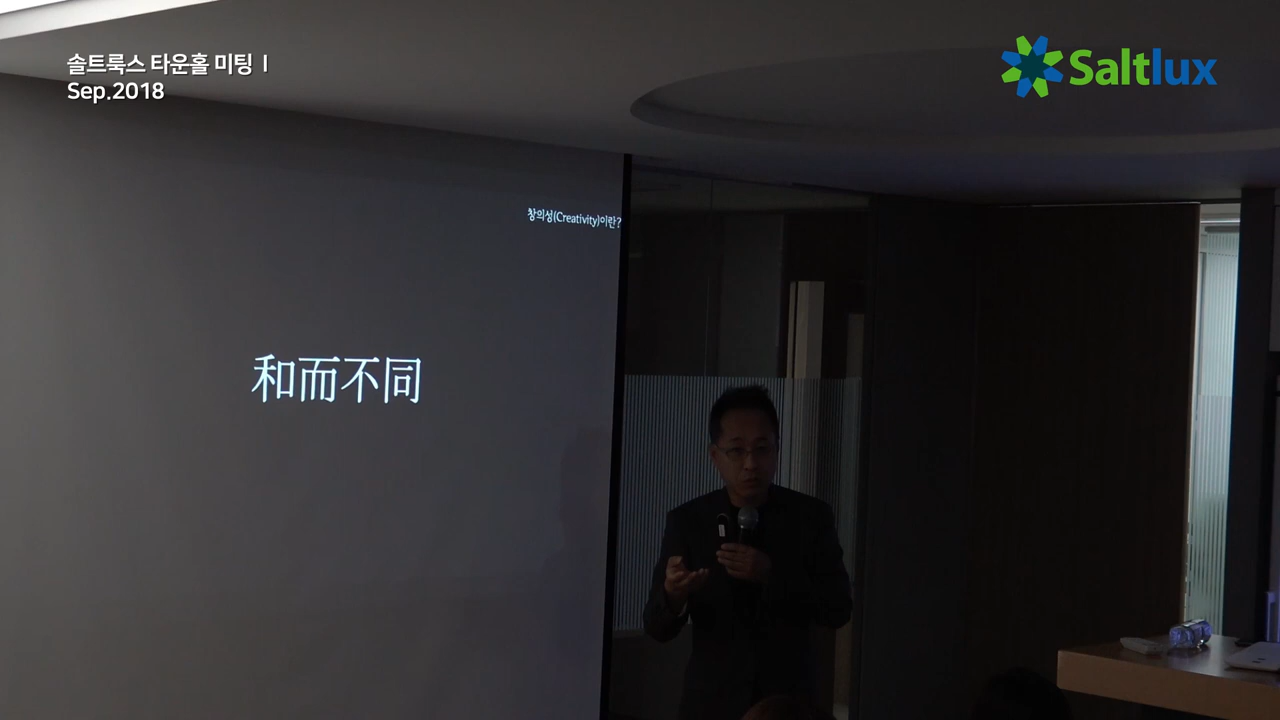 솔트룩스 타운홀 미팅 I
Sep.2018
Saltlux
창의성(Creativity)이란?
和而不同